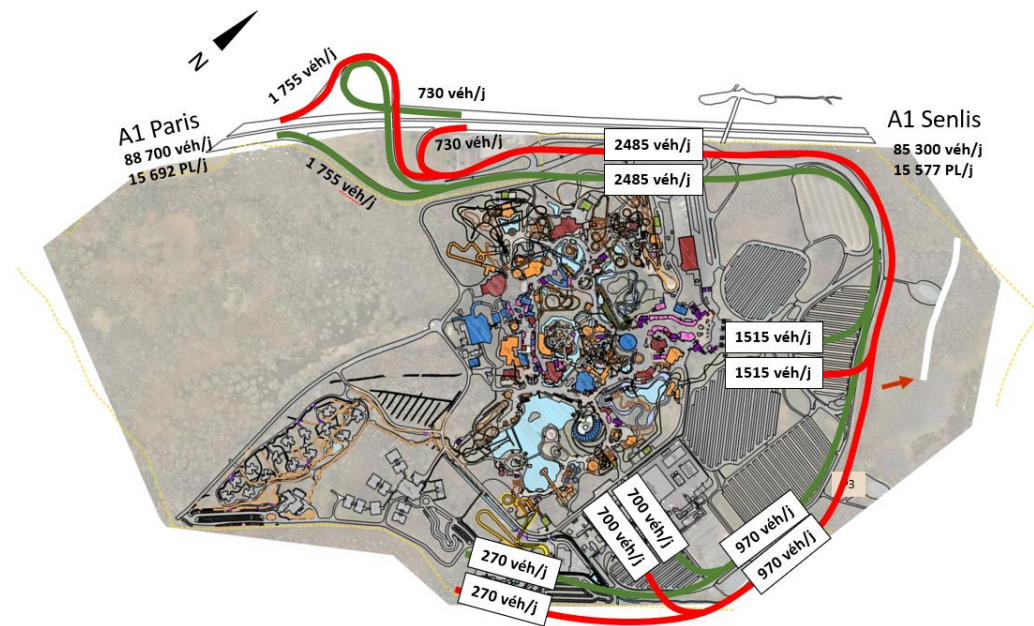 N
1 755 véh/j
730 véh/j
A1 Paris
88 700 véh/j
15 692 PL/j
730 véh/j
1 755 véh/j
2485 véh/j
2485 véh/j
A1 Senlis
85 300 véh/j
15 577 PL/j
1515 véh/j
1515 véh/j
700 véh/j
700 véh/j
970 véh/j
970 véh/j
270 véh/j
270 véh/j